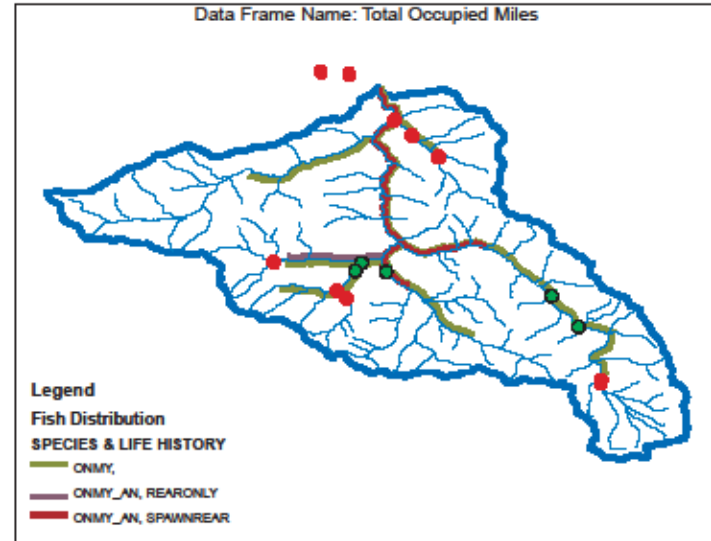 Data Frame Name: Total Occupied Miles
Legend
Fish Distribution
SPECIES & LIFE HISTORY
ONMY,
ONMY_AN, REARONLY
ONMY_AN, SPAWNREAR